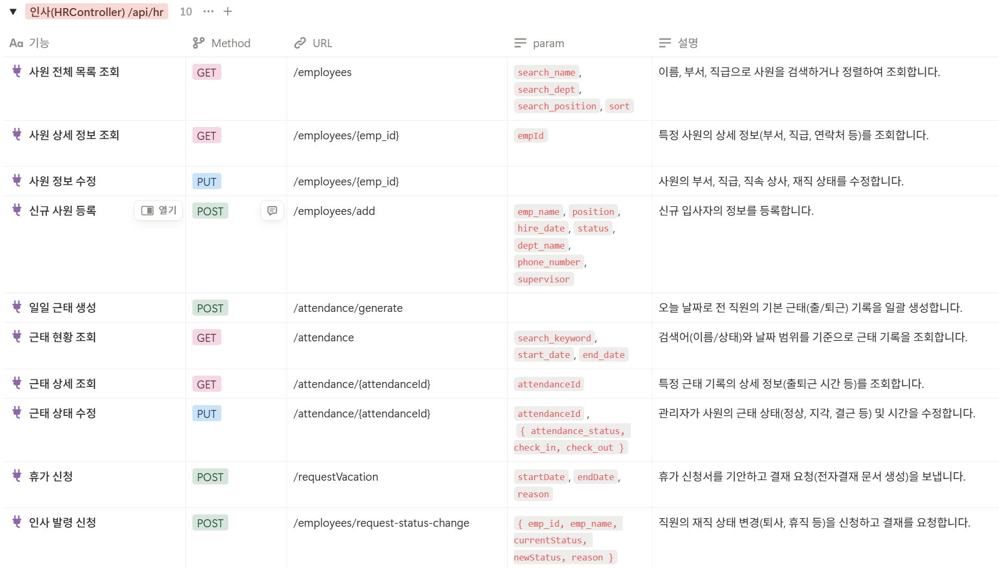 인사(HRController) /api/hr 10 ··· +
Aa 기능 Method URL param 설명
사원 전체 목록 조회 GET /employees search_name, 이름, 부서, 직급으로 사원을 검색하거나 정렬하여 조회합니다.
search_dept,
search_position, sort
사원 상세 정보 조회 GET /employees/{emp_id} empId 특정 사원의 상세 정보(부서, 직급, 연락처 등)를 조회합니다.
사원 정보 수정 PUT /employees/{emp_id} 사원의 부서, 직급, 직속 상사, 재직 상태를 수정합니다.
신규 사원 등록 열기 POST /employees/add emp_name, position, 신규 입사자의 정보를 등록합니다.
hire_date, status,
dept_name,
phone_number,
supervisor
일일 근태 생성 POST /attendance/generate 오늘 날짜로 전 직원의 기본 근태(출/퇴근) 기록을 일괄 생성합니다.
근태 현황 조회 GET /attendance search_keyword, 검색어(이름/상태)와 날짜 범위를 기준으로 근태 기록을 조회합니다.
start_date, end_date
근태 상세 조회 GET /attendance/{attendanceId} attendanceId 특정 근태 기록의 상세 정보(출퇴근 시간 등)를 조회합니다.
근태 상태 수정 PUT /attendance/{attendanceId} attendanceId , 관리자가 사원의 근태 상태(정상, 지각, 결근 등) 및 시간을 수정합니다.
{ attendance_status,
check_in, check_out }
휴가 신청 POST /requestVacation startDate, endDate, 휴가 신청서를 기안하고 결재 요청(전자결재 문서 생성)을 보냅니다.
reason
인사 발령 신청 POST /employees/request-status-change { emp_id, emp_name, 직원의 재직 상태 변경(퇴사, 휴직 등)을 신청하고 결재를 요청합니다.
currentStatus,
newStatus, reason }